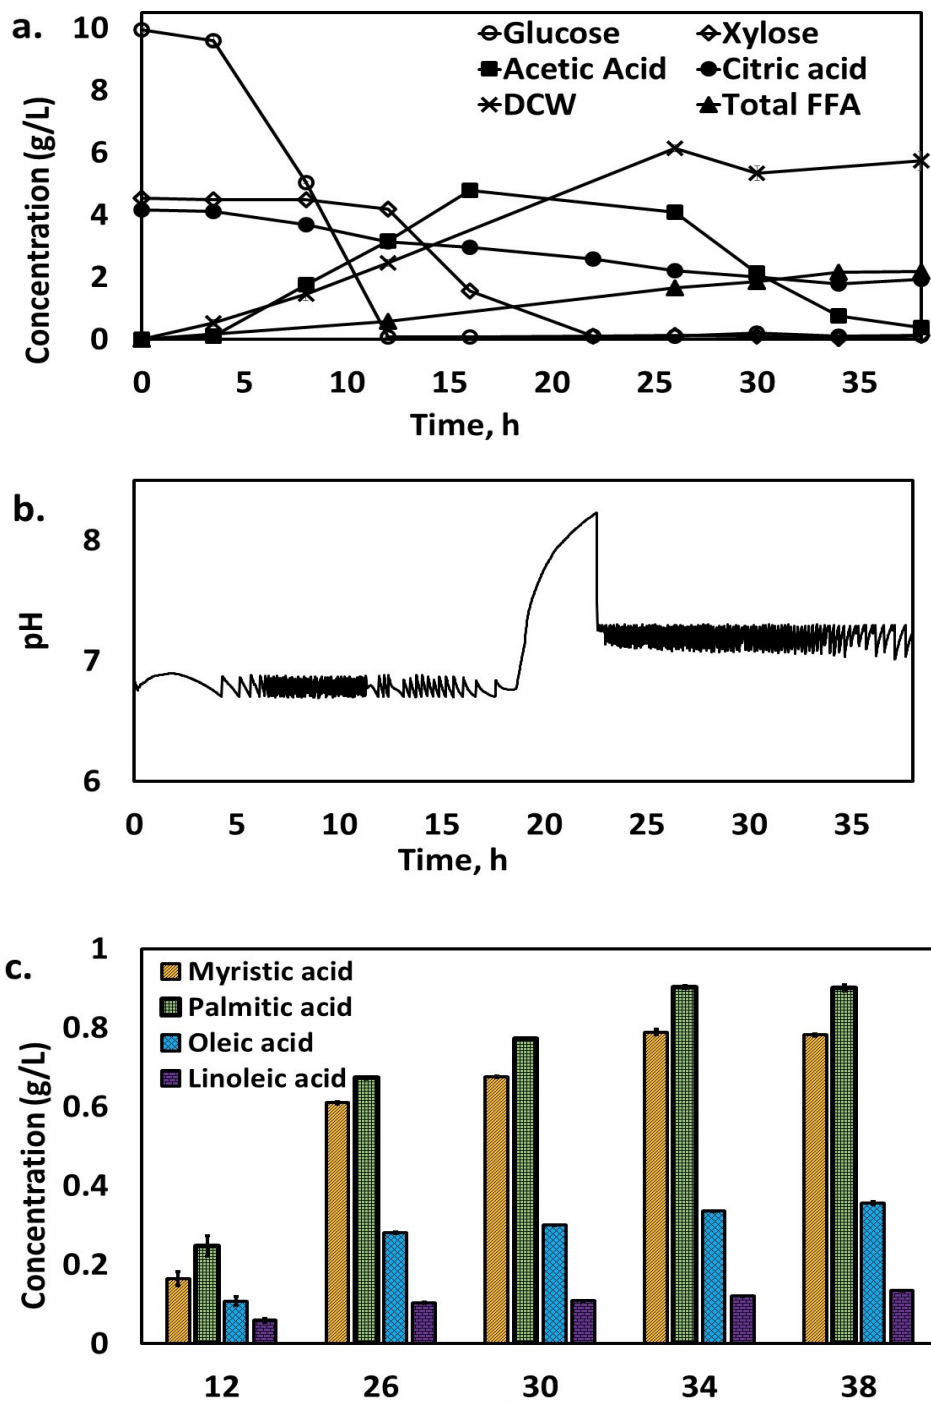 a.
Concentration (g/L)
10
8
6
4
2
0
Glucose Xylose
Acetic Acid Citric acid
DCW Total FFA
0 5 10 15 20 25 30 35
Time, h
b.
pH
8
7
6
0 5 10 15 20 25 30 35
Time, h
c.
Concentration (g/L)
1
0.8
0.6
0.4
0.2
0
Myristic acid
Palmitic acid
Oleic acid
Linoleic acid
12 26 30 34 38